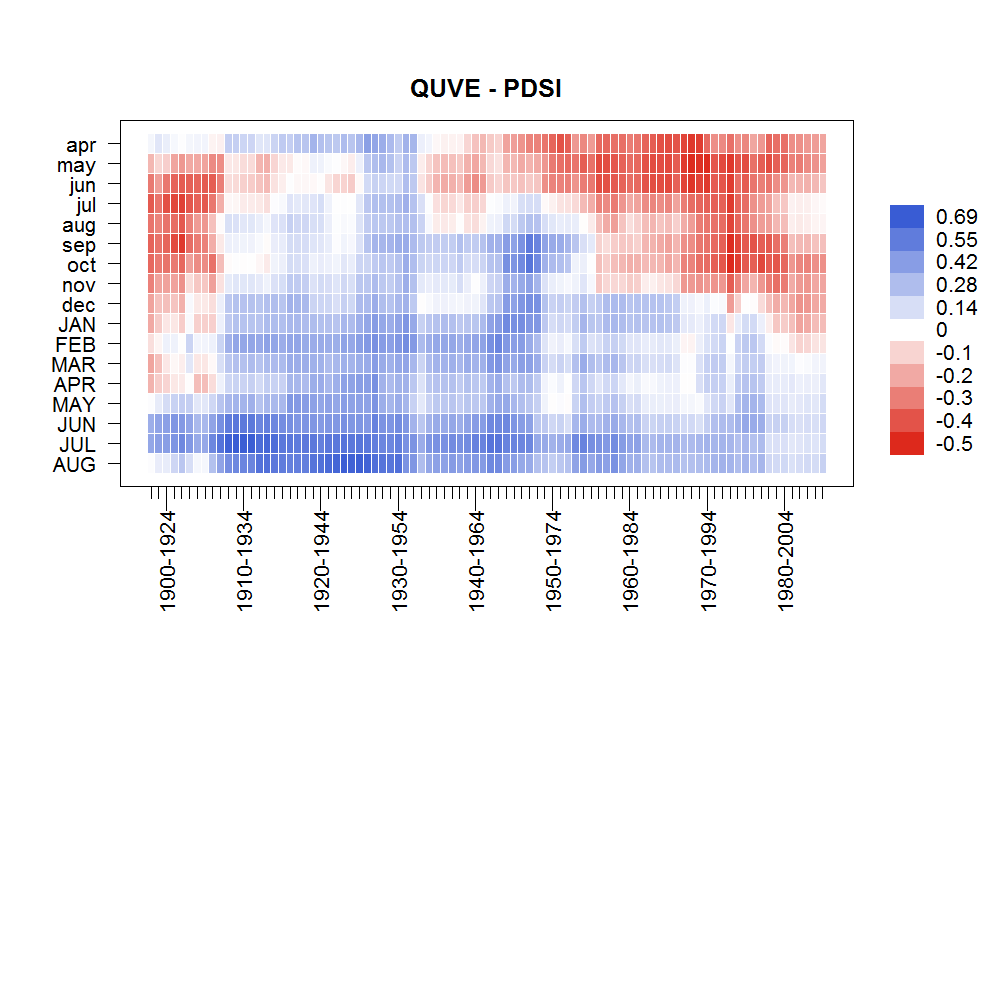 QUVE - PDSI
apr
may
jun
jul
aug
sep
oct
nov
dec
JAN
FEB
MAR
APR
MAY
JUN
JUL
AUG
1900-1924
1910-1934
1920-1944
1930-1954
1940-1964
1950-1974
1960-1984
1970-1994
1980-2004
0.69
0.55
0.42
0.28
0.14
0
-0.1
-0.2
-0.3
-0.4
-0.5